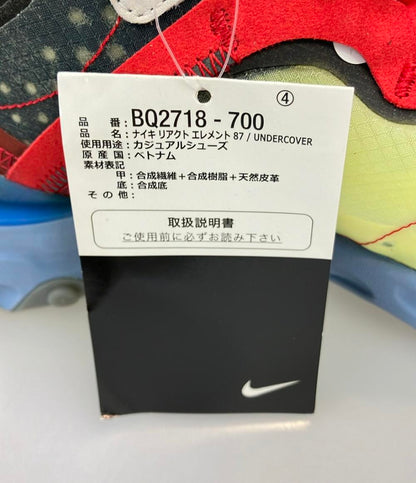 ④
品番: BQ2718 - 700
品名: ナイキ リアクト エレメント 87 / UNDERCOVER
使用用途: カジュアルシューズ
原産国: ベトナム
素材表記
甲: 合成繊維＋合成樹脂＋天然皮革
底: 合成底
その他:
取扱説明書
ご使用前に必ずお読み下さい